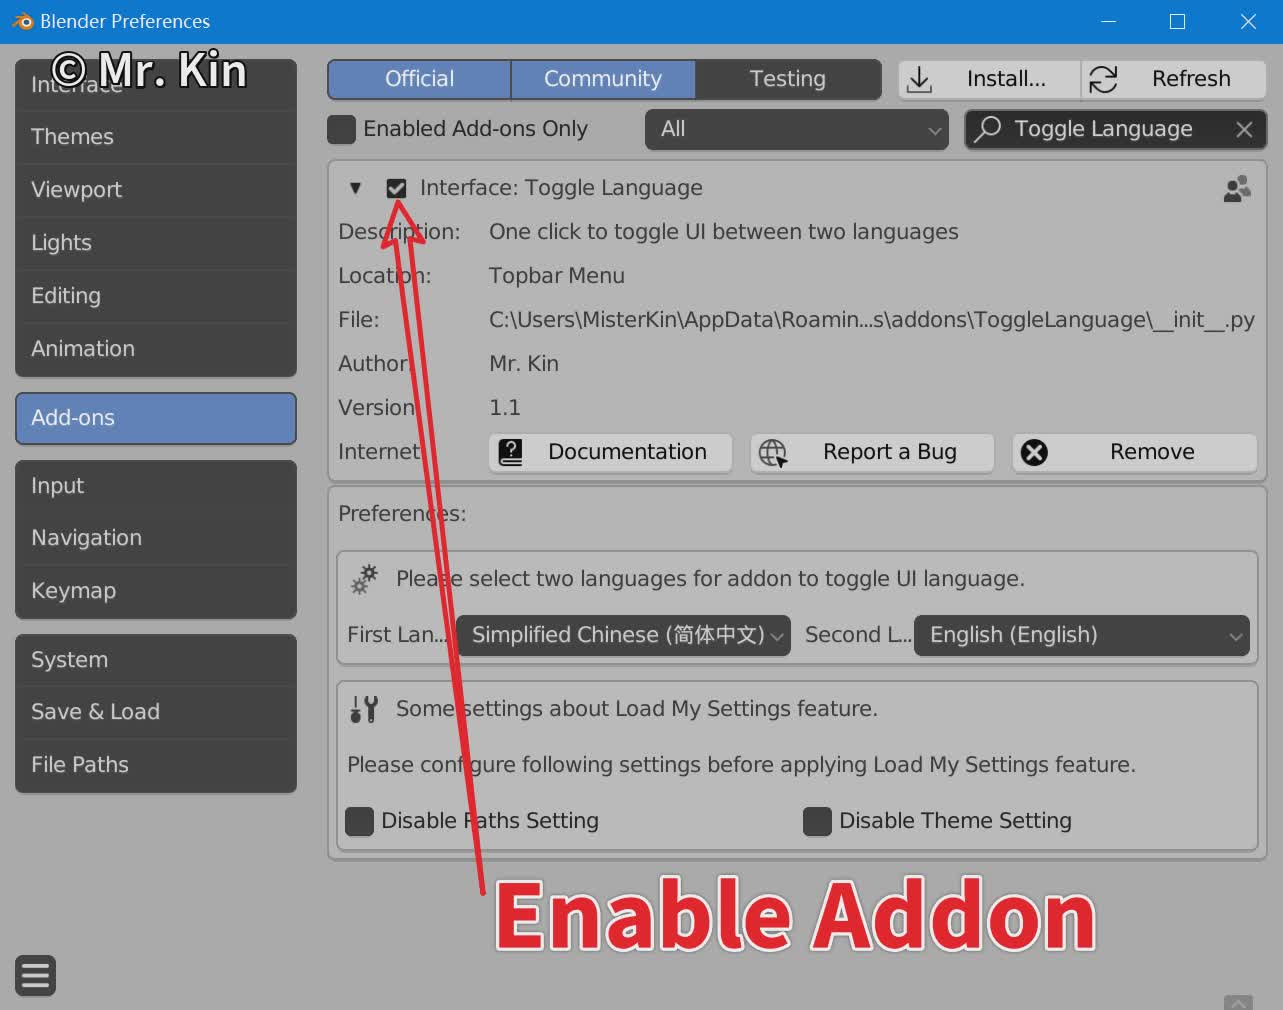 Blender Preferences
© Mr. Kin
Interface
Themes
Viewport
Lights
Editing
Animation
Add-ons
Input
Navigation
Keymap
System
Save & Load
File Paths
Official Community Testing Install... Refresh
Enabled Add-ons Only All Toggle Language
Interface: Toggle Language
Description: One click to toggle UI between two languages
Location: Topbar Menu
File: C:\Users\MisterKin\AppData\Roamin...s\addons\ToggleLanguage\__init__.py
Author: Mr. Kin
Version 1.1
Internet Documentation Report a Bug Remove
Preferences:
Please select two languages for addon to toggle UI language.
First Lan... Simplified Chinese (简体中文) Second L... English (English)
Some settings about Load My Settings feature.
Please configure following settings before applying Load My Settings feature.
Disable Paths Setting Disable Theme Setting
Enable Addon